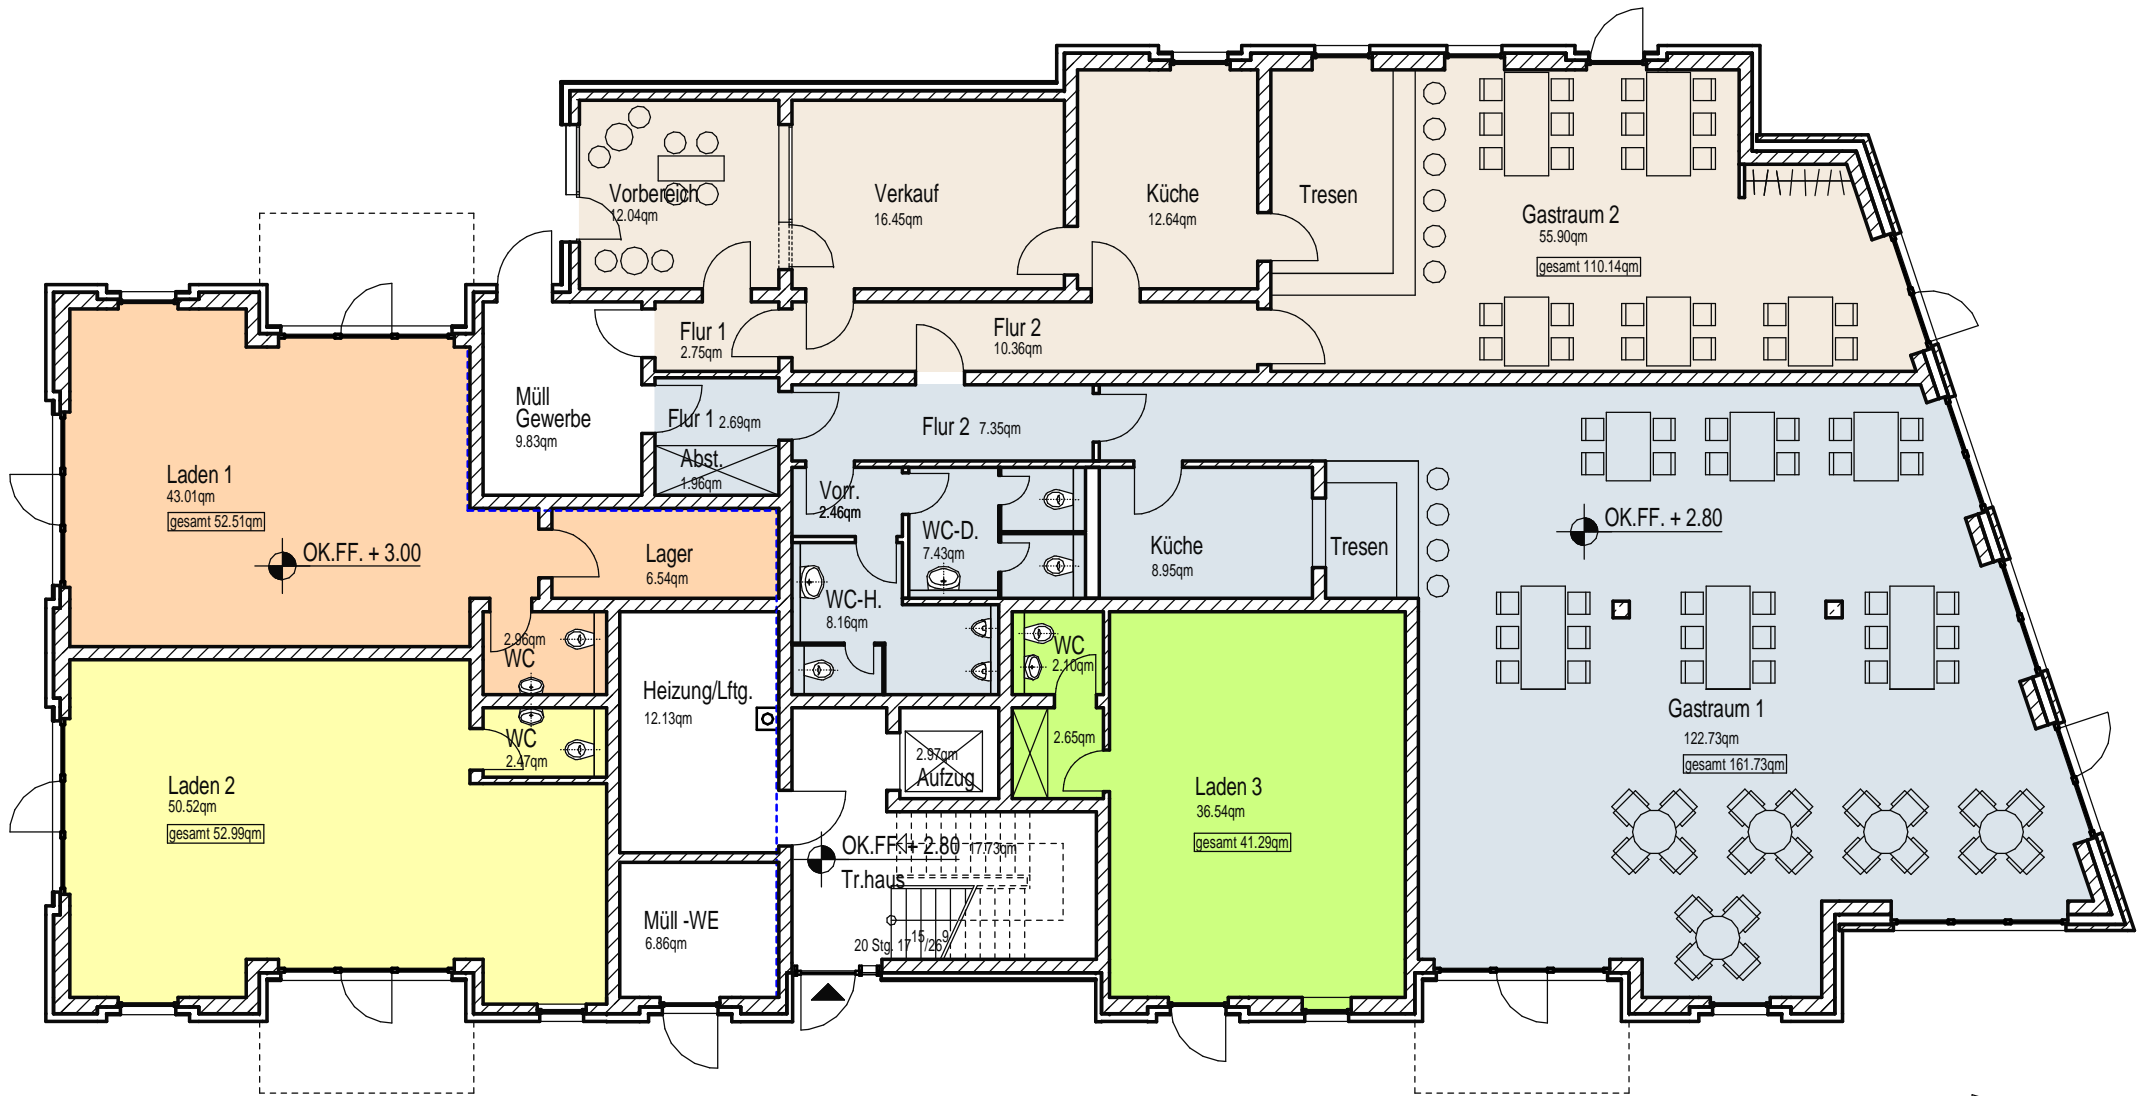 Vorbereich
12.04qm
Verkauf
16.45qm
Küche
12.64qm
Tresen
Gastraum 2
55.90qm
gesamt 110.14qm
Flur 1
2.75qm
Flur 2
10.36qm
Müll
Gewerbe
9.83qm
Flur 1 2.69qm
Flur 2 7.35qm
Abst.
1.96qm
Laden 1
43.01qm
gesamt 52.51qm
OK.FF. + 3.00
Lager
6.54qm
Vorr.
2.46qm
WC-D.
7.43qm
Küche
8.95qm
Tresen
OK.FF. + 2.80
WC-H.
8.16qm
2.96qm
WC
WC
2.10qm
Heizung/Lftg.
12.13qm
Gastraum 1
122.73qm
gesamt 161.73qm
WC
2.47qm
2.65qm
2.97qm
Aufzug
Laden 2
50.52qm
gesamt 52.99qm
Laden 3
36.54qm
gesamt 41.29qm
OK.FF. + 2.80 17.73qm
Tr.haus
Müll -WE
6.86qm
20 Stg. 17 15/26 9